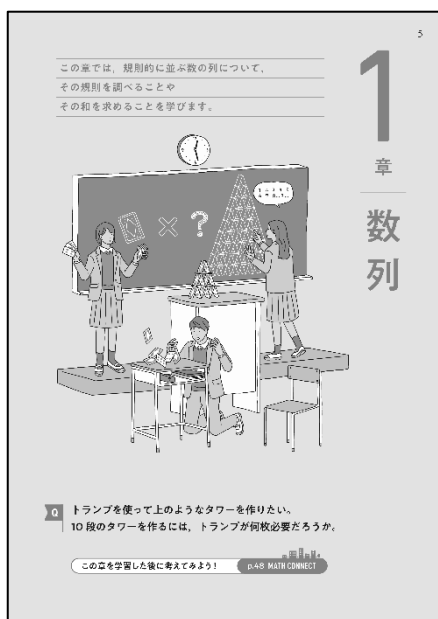 5
この章では，規則的に並ぶ数の列について，
その規則を調べることや
その和を求めることを学びます。
1
章
数列
×
?
Q トランプを使って上のようなタワーを作りたい。
10 段のタワーを作るには，トランプが何枚必要だろうか。
この章を学習した後に考えてみよう！ p.48 MATH CONNECT